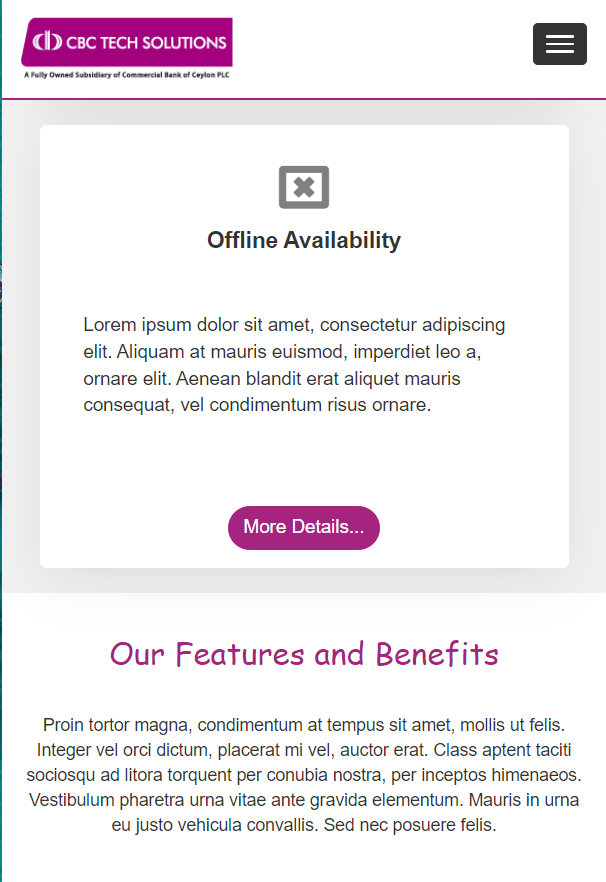 CBC TECH SOLUTIONS
A Fully Owned Subsidiary of Commercial Bank of Ceylon PLC
Offline Availability
Lorem ipsum dolor sit amet, consectetur adipiscing
elit. Aliquam at mauris euismod, imperdiet leo a,
ornare elit. Aenean blandit erat aliquet mauris
consequat, vel condimentum risus ornare.
More Details...
Our Features and Benefits
Proin tortor magna, condimentum at tempus sit amet, mollis ut felis.
Integer vel orci dictum, placerat mi vel, auctor erat. Class aptent taciti
sociosqu ad litora torquent per conubia nostra, per inceptos himenaeos.
Vestibulum pharetra urna vitae ante gravida elementum. Mauris in urna
eu justo vehicula convallis. Sed nec posuere felis.